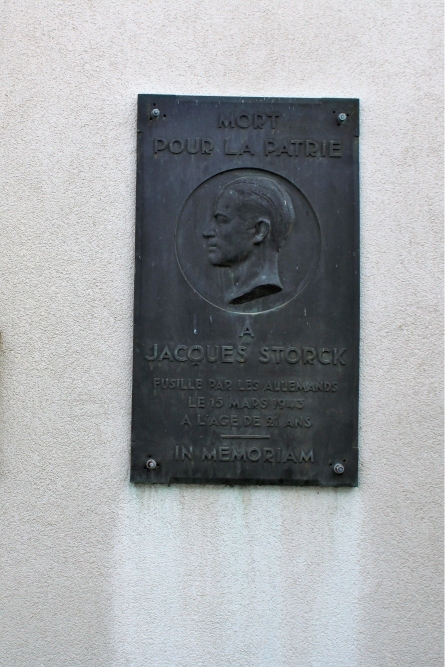 MORT
POUR LA PATRIE
A
JACQUES STORCK
FUSILLE PAR LES ALLEMANDS
LE 15 MARS 1943
A L'AGE DE 21 ANS
IN MEMORIAM